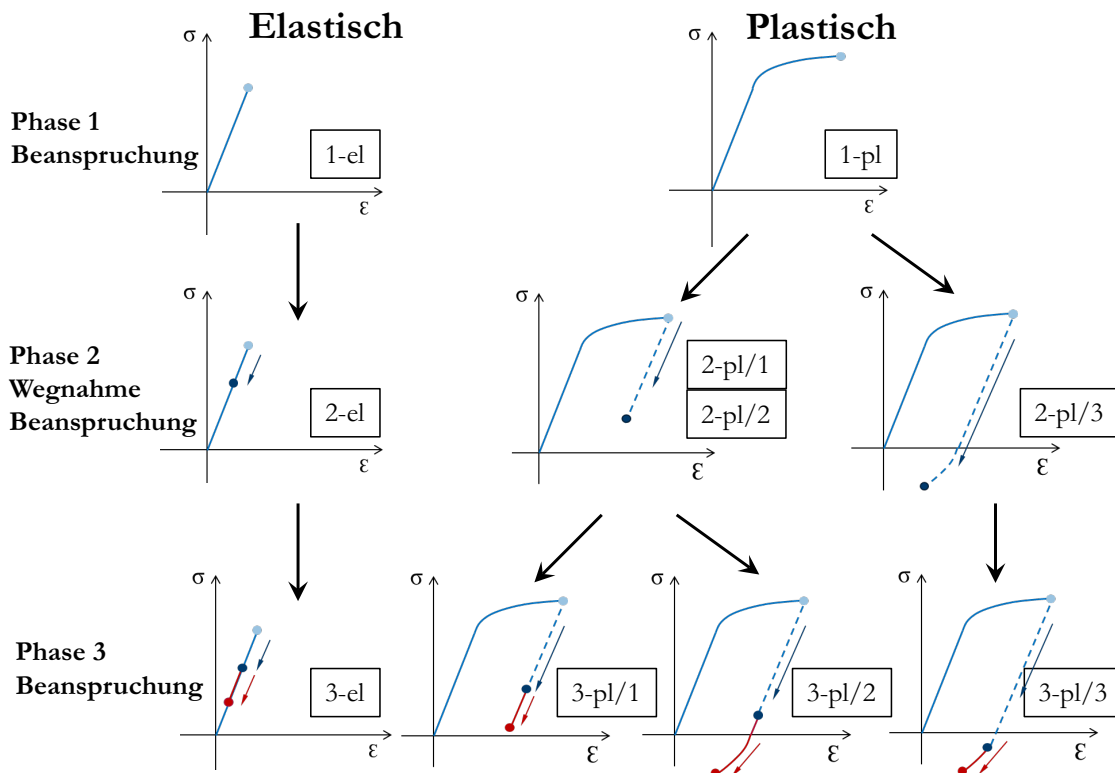 Elastisch
Plastisch
Phase 1
Beanspruchung
σ
ε
1-el
σ
ε
1-pl
Phase 2
Wegnahme
Beanspruchung
σ
ε
2-el
σ
ε
2-pl/1
2-pl/2
σ
ε
2-pl/3
Phase 3
Beanspruchung
σ
ε
3-el
σ
ε
3-pl/1
σ
ε
3-pl/2
σ
ε
3-pl/3